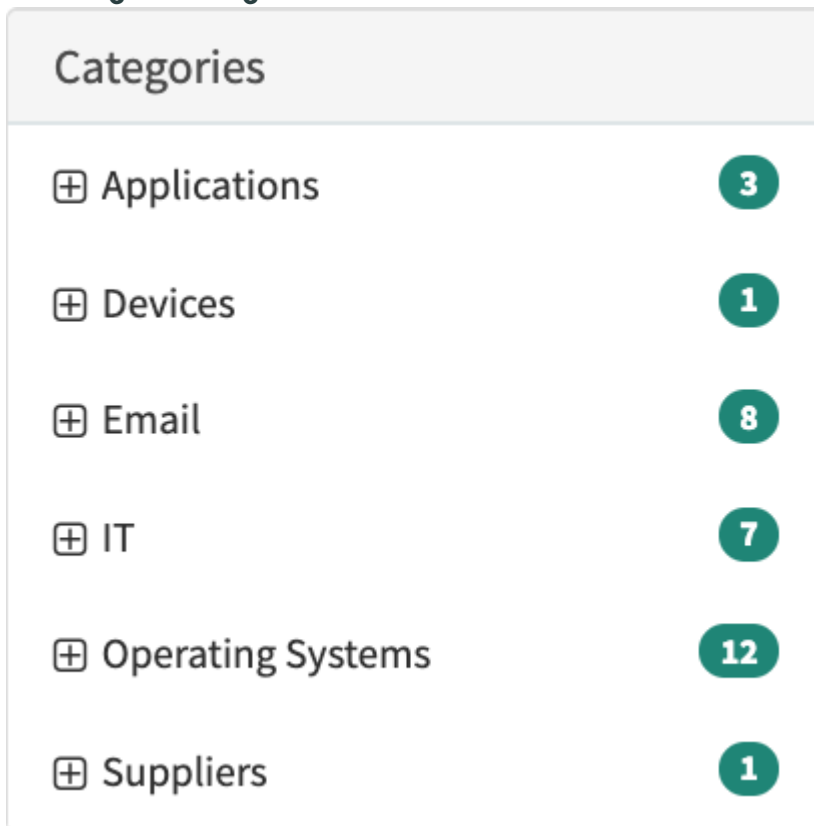 Categories
Applications 3
Devices 1
Email 8
IT 7
Operating Systems 12
Suppliers 1